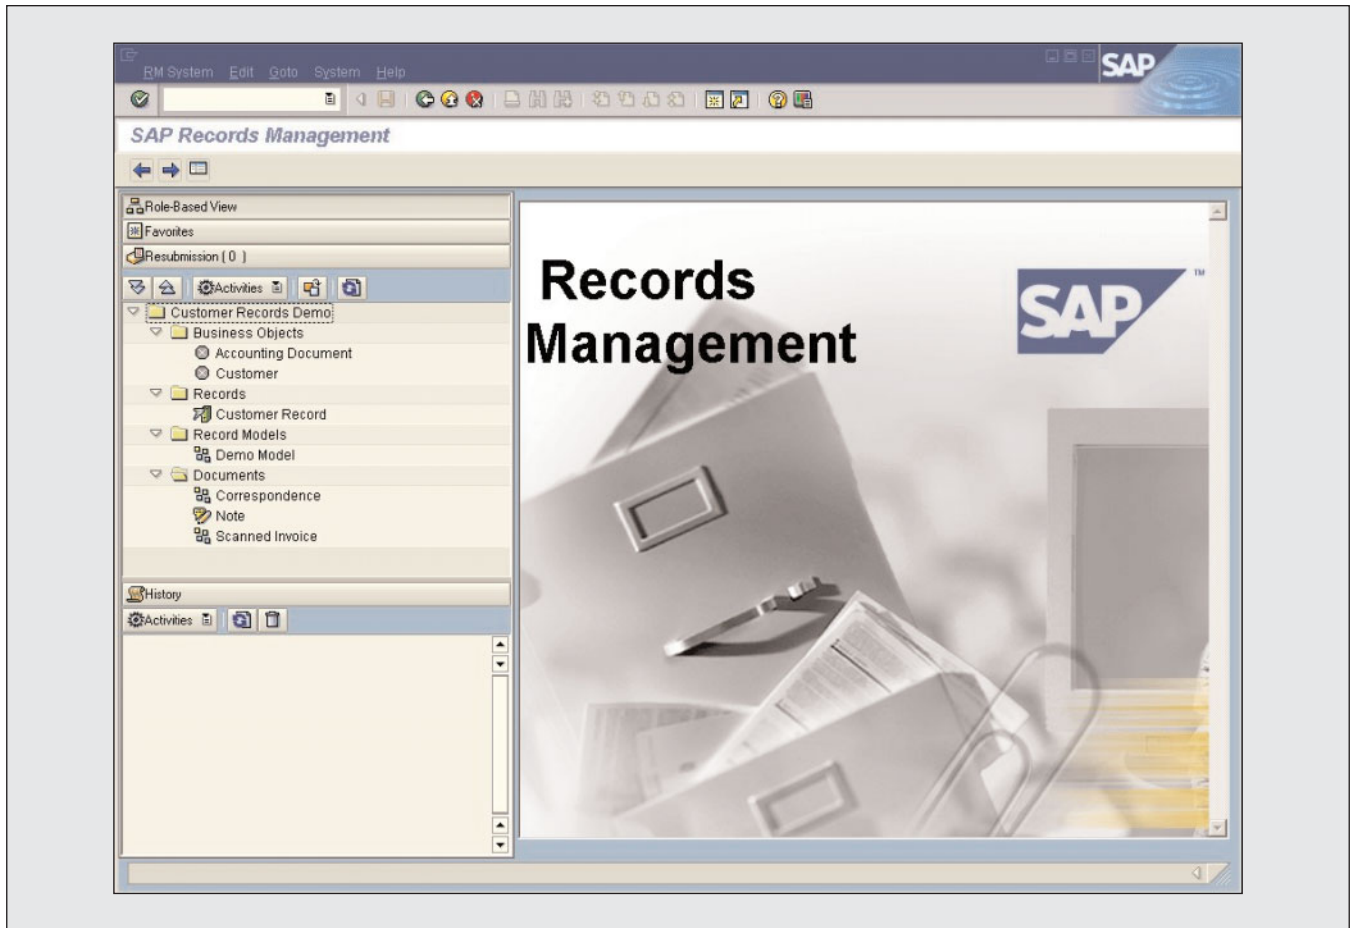 RM System Edit Goto System Help
SAP
SAP Records Management
Role-Based View
Favorites
Resubmission ( 0 )
Activities
Customer Records Demo
Business Objects
Accounting Document
Customer
Records
Customer Record
Record Models
Demo Model
Documents
Correspondence
Note
Scanned Invoice
History
Activities
Records
Management
SAP
TM